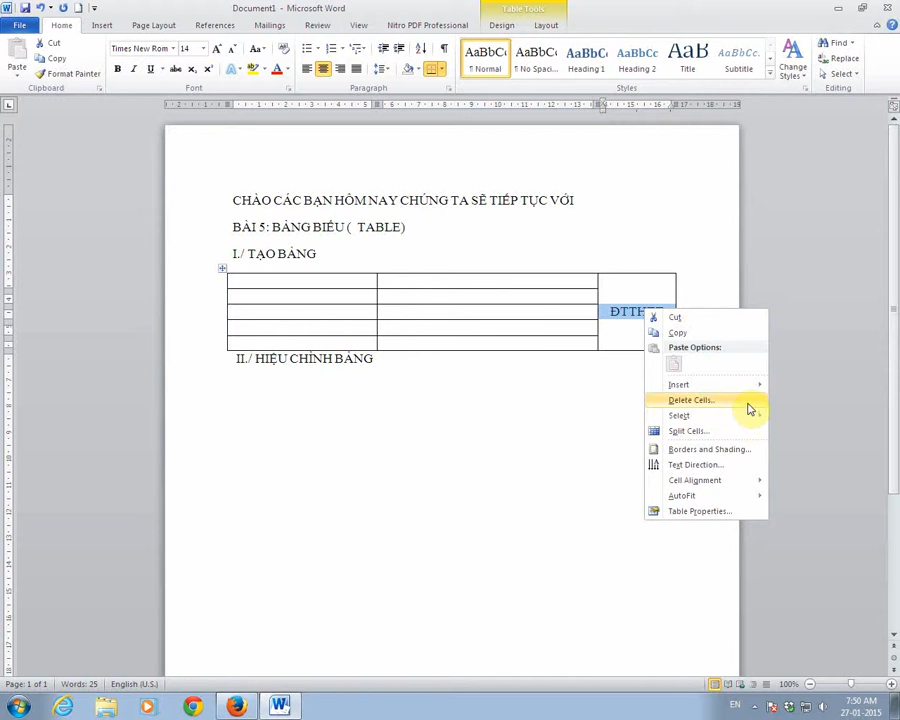 Document1 - Microsoft Word
Table Tools
File Home Insert Page Layout References Mailings Review View Nitro PDF Professional Design Layout
Paste
Cut
Copy
Format Painter
Clipboard
Times New Rom 14
Font
Paragraph
AaBbC AaBbC AaBbC AaBbC AaBb AaBbC
¶ Normal ¶ No Spaci... Heading 1 Heading 2 Title Subtitle
Change Styles
Styles
Find
Replace
Select
Editing
CHÀO CÁC BẠN HÔM NAY CHÚNG TA SẼ TIẾP TỤC VỚI
BÀI 5: BẢNG BIỂU ( TABLE)
I./ TẠO BẢNG
II./ HIỆU CHỈNH BẢNG
Cut
Copy
Paste Options:
Insert
Delete Cells...
Select
Split Cells...
Borders and Shading...
Text Direction...
Cell Alignment
AutoFit
Table Properties...
Page: 1 of 1 Words: 25 English (U.S.) 100%
EN
7:50 AM
27-01-2015